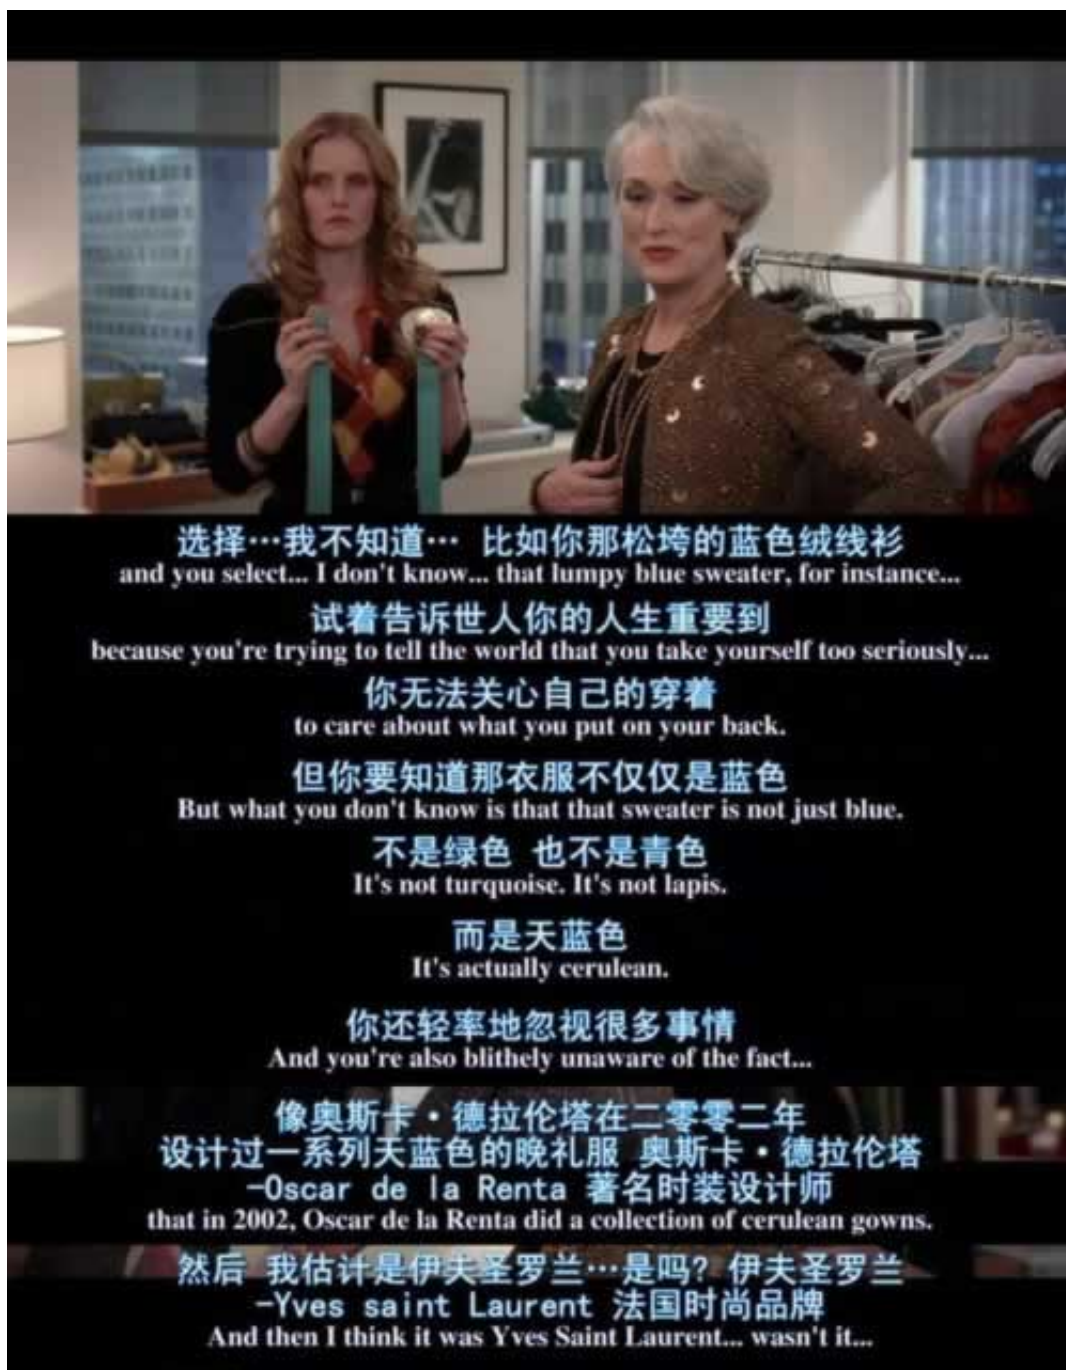 选择…我不知道… 比如你那松垮的蓝色绒线衫
and you select... I don't know... that lumpy blue sweater, for instance...
试着告诉世人你的人生重要到
because you're trying to tell the world that you take yourself too seriously...
你无法关心自己的穿着
to care about what you put on your back.
但你要知道那衣服不仅仅是蓝色
But what you don't know is that that sweater is not just blue.
不是绿色 也不是青色
It's not turquoise. It's not lapis.
而是天蓝色
It's actually cerulean.
你还轻率地忽视很多事情
And you're also blithely unaware of the fact...
像奥斯卡·德拉伦塔在二零零二年
设计过一系列天蓝色的晚礼服 奥斯卡·德拉伦塔
-Oscar de la Renta 著名时装设计师
that in 2002, Oscar de la Renta did a collection of cerulean gowns.
然后 我估计是伊夫圣罗兰…是吗? 伊夫圣罗兰
-Yves saint Laurent 法国时尚品牌
And then I think it was Yves Saint Laurent... wasn't it...